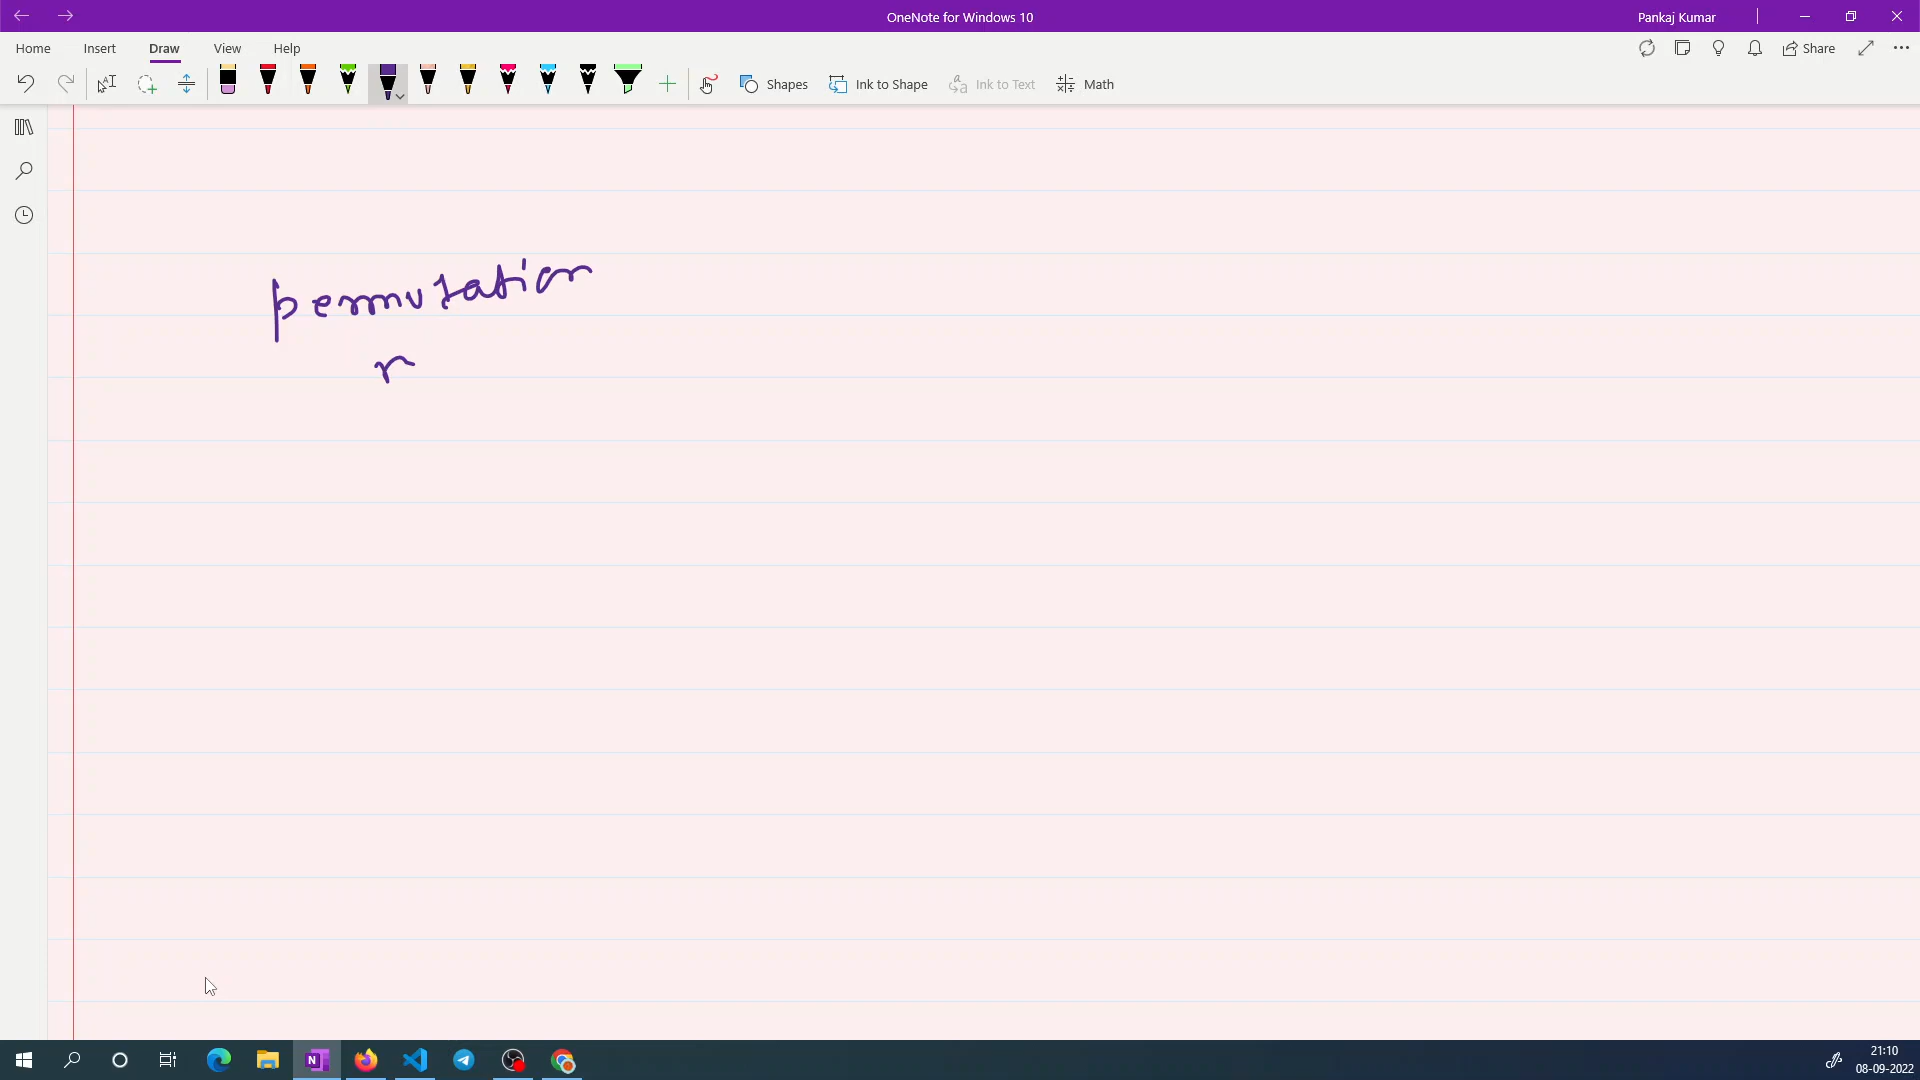 OneNote for Windows 10
Pankaj Kumar
Home Insert Draw View Help
Share
Shapes Ink to Shape Ink to Text Math
permutation
n
21:10
08-09-2022